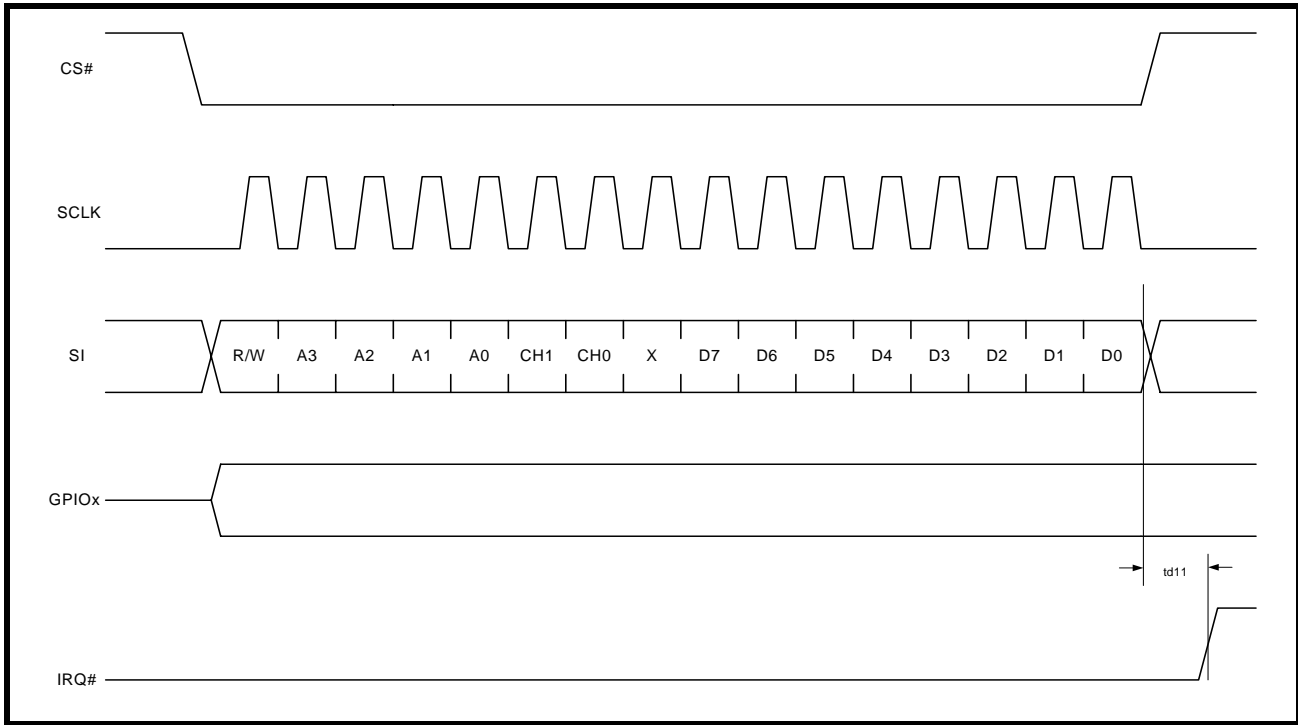 CS#
SCLK
SI R/W A3 A2 A1 A0 CH1 CH0 X D7 D6 D5 D4 D3 D2 D1 D0
GPIOx
td11
IRQ#